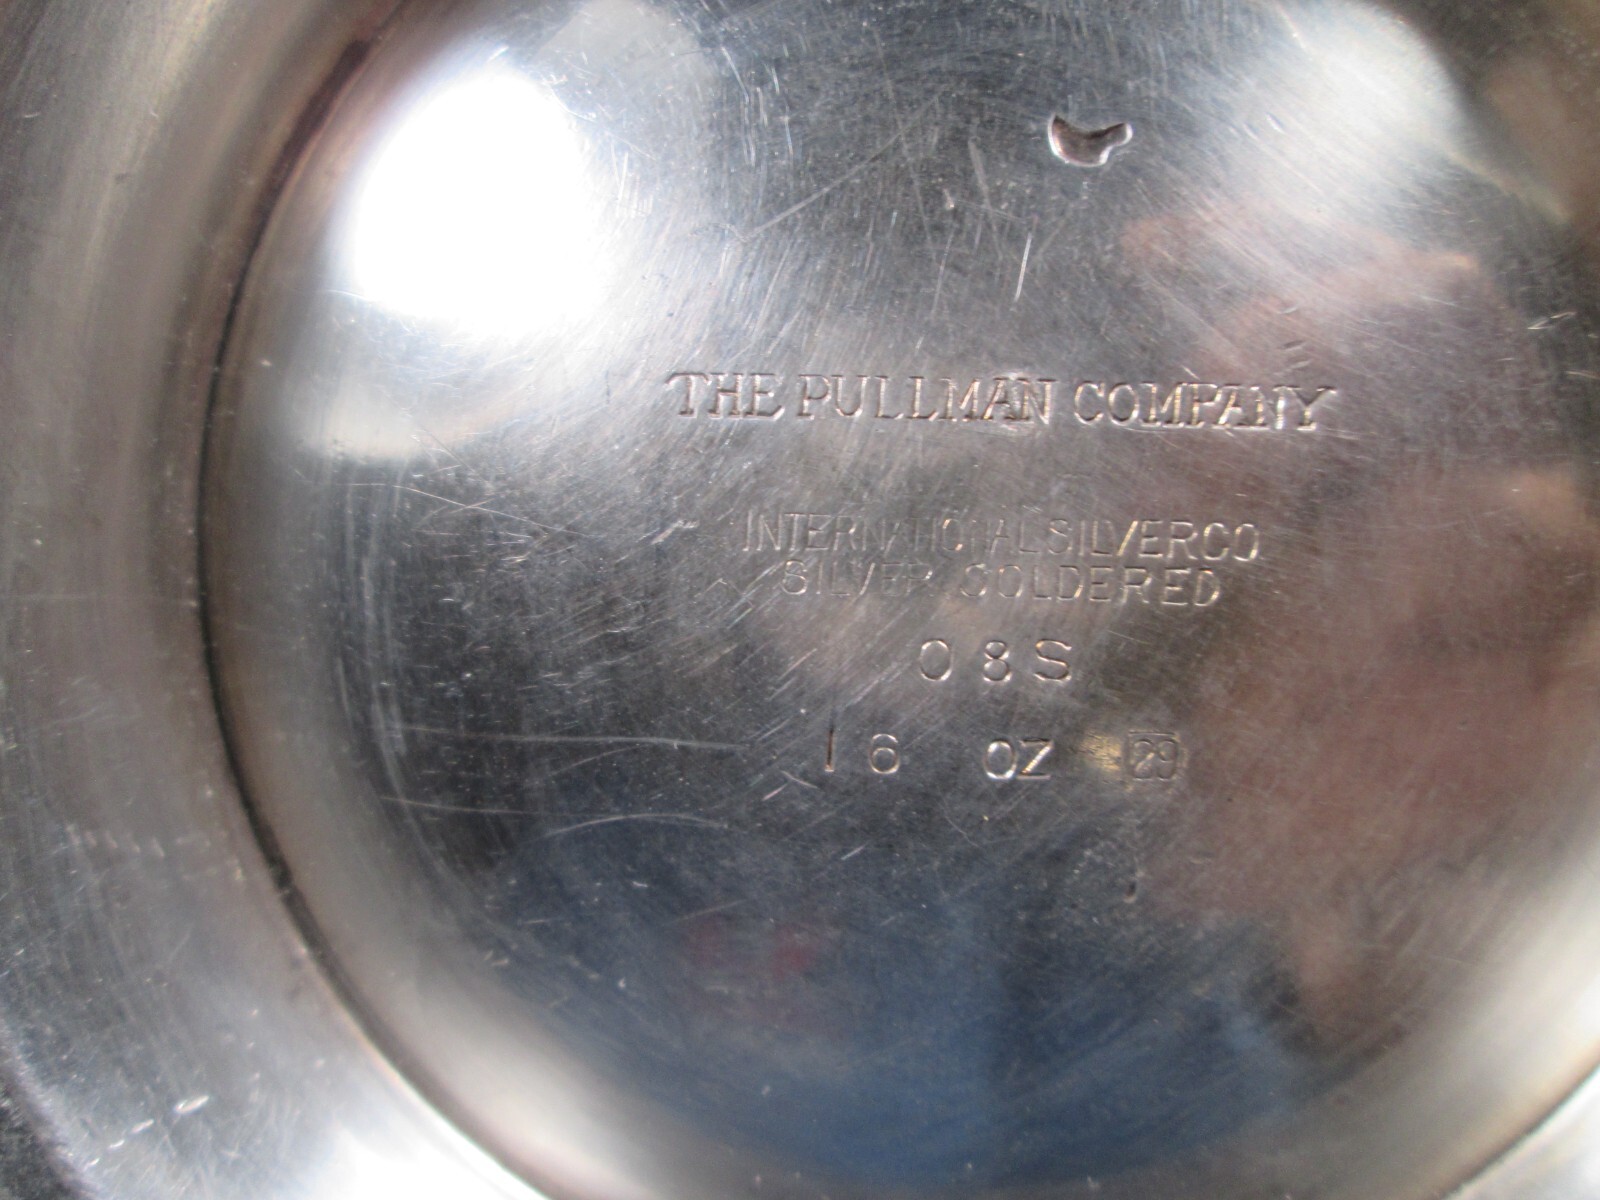 THE PULLMAN COMPANY
INTERNATIONAL SILVER CO
SILVER SOLDERED
08S
16 OZ 29